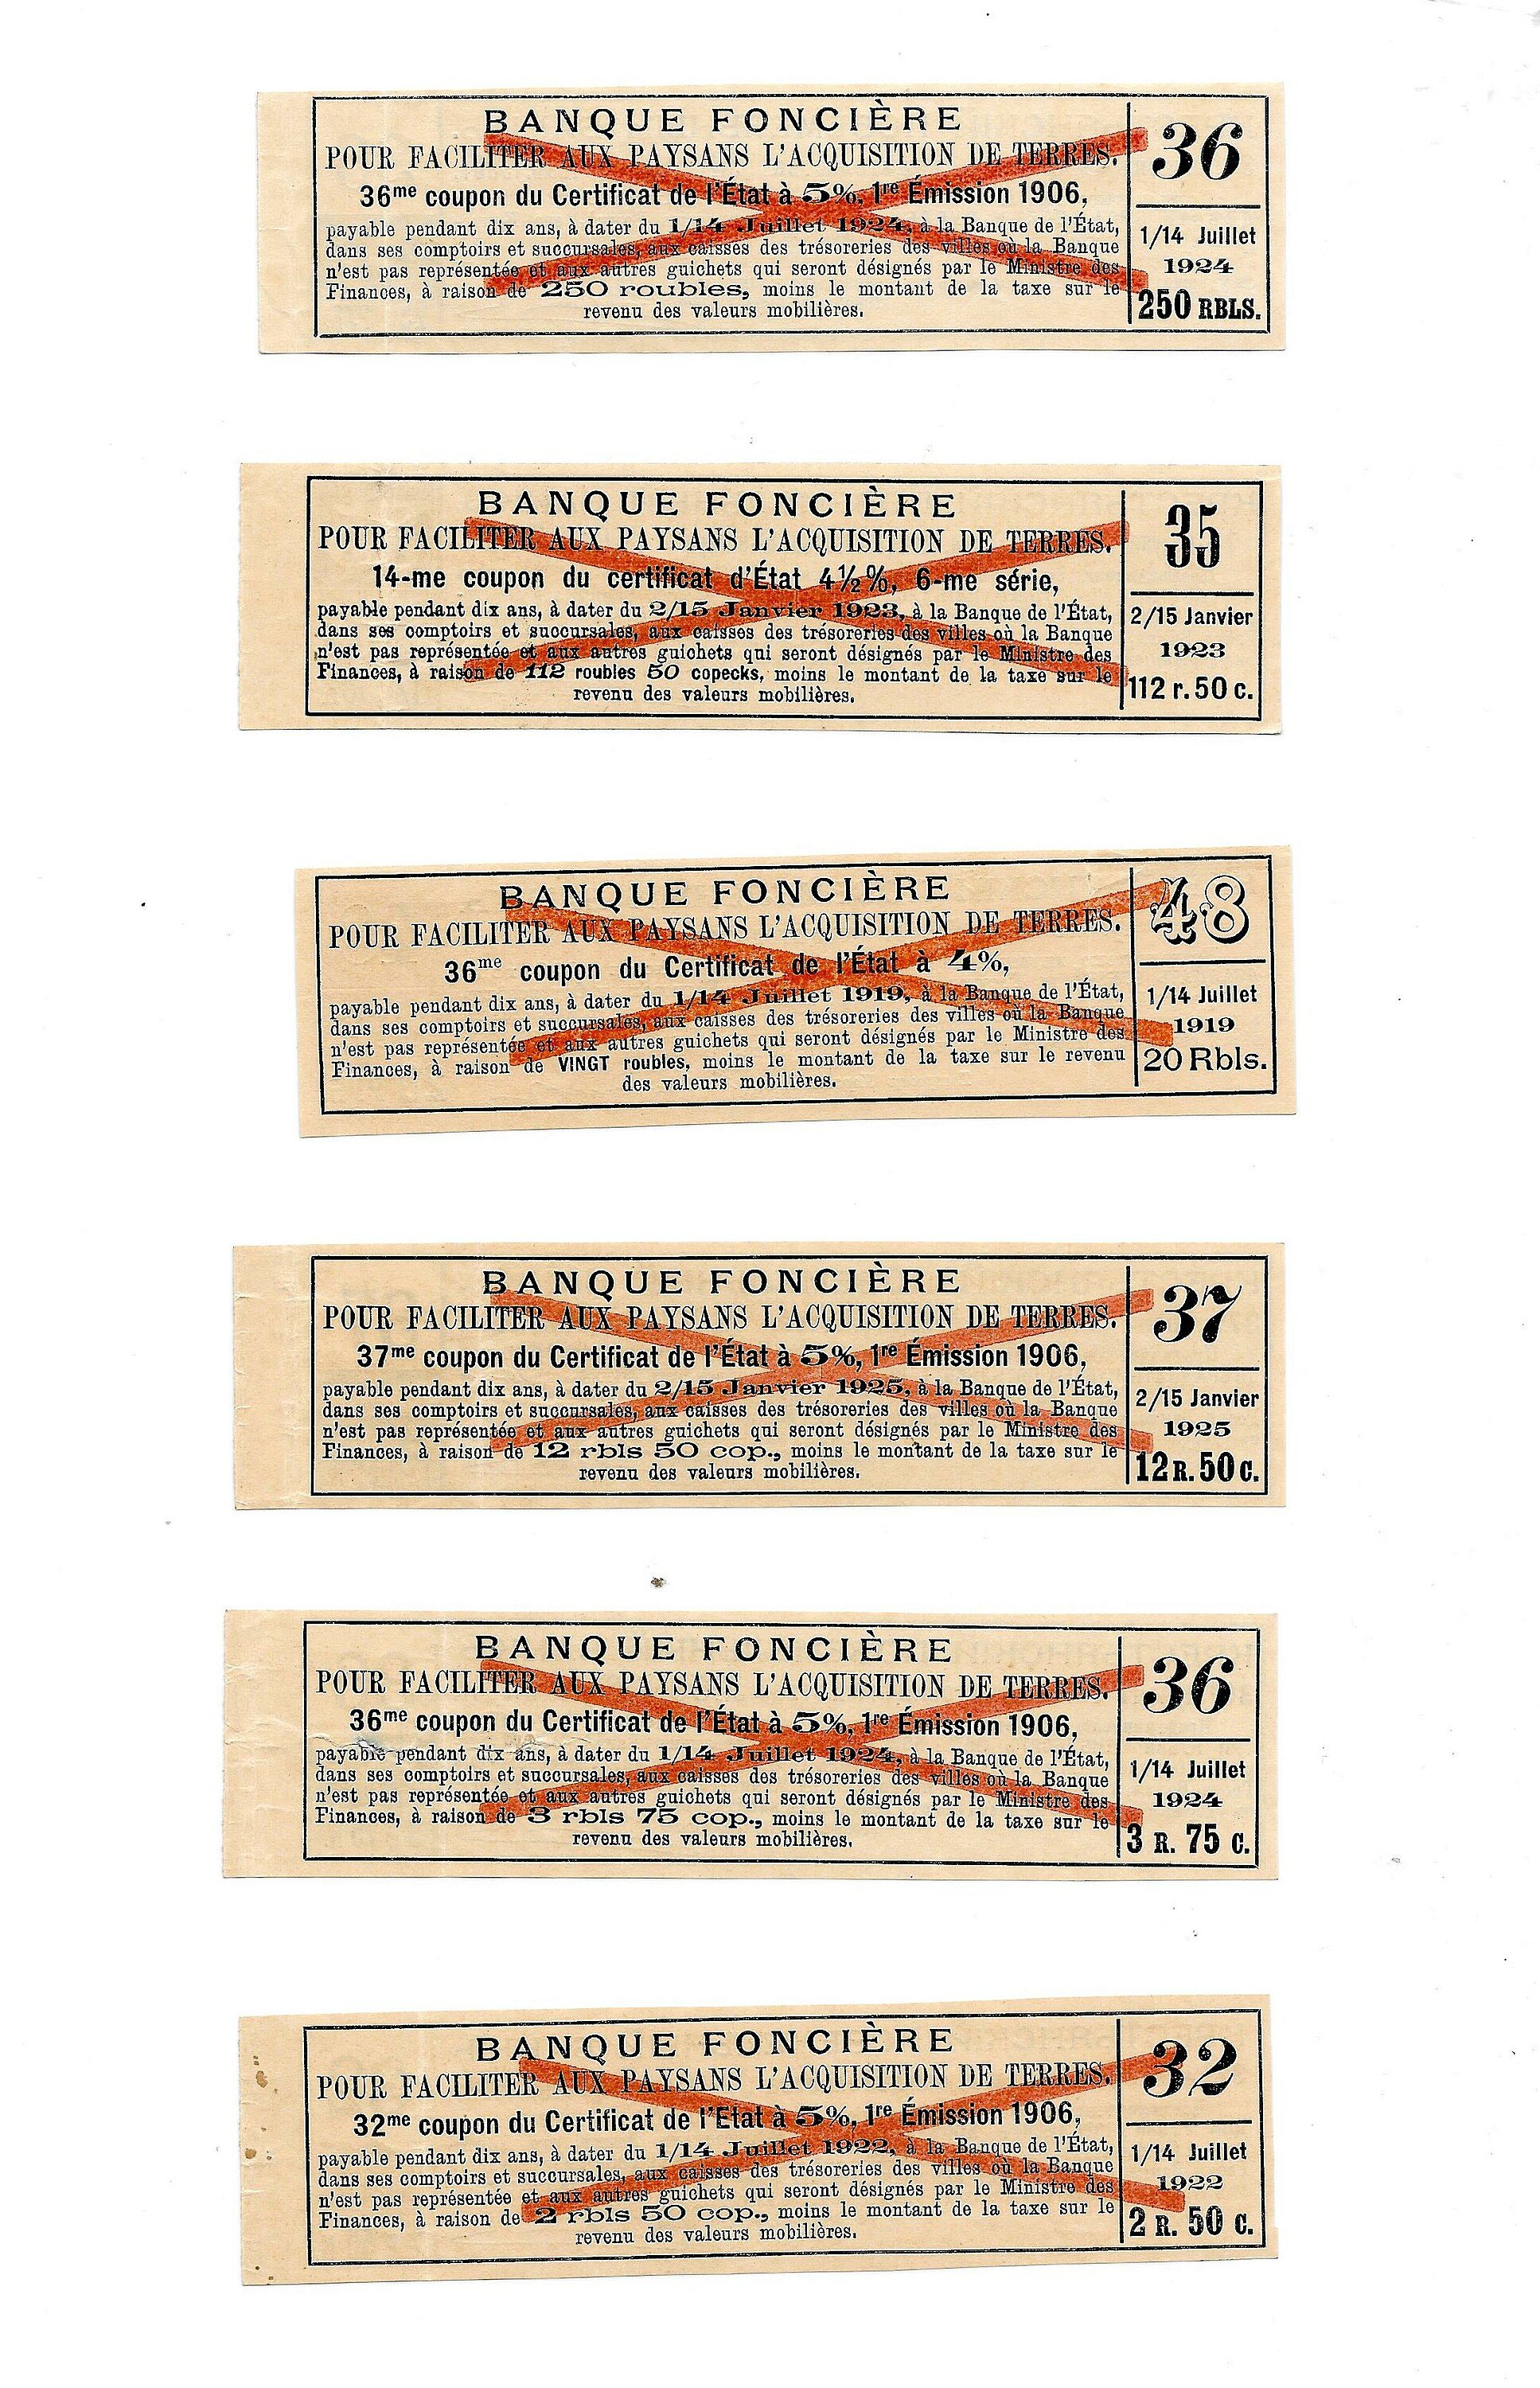 BANQUE FONCIÈRE
POUR FACILITER AUX PAYSANS L'ACQUISITION DE TERRES.
36me coupon du Certificat de l'État à 5%, 1re Émission 1906,
payable pendant dix ans, à dater du 1/14 Juillet 1924, à la Banque de l'État,
dans ses comptoirs et succursales, aux caisses des trésoreries des villes où la Banque
n'est pas représentée et aux autres guichets qui seront désignés par le Ministre des
Finances, à raison de 250 roubles, moins le montant de la taxe sur le
revenu des valeurs mobilières.
36
1/14 Juillet
1924
250 RBLS.
BANQUE FONCIÈRE
POUR FACILITER AUX PAYSANS L'ACQUISITION DE TERRES.
14-me coupon du certificat d'État 4½%, 6-me série,
payable pendant dix ans, à dater du 2/15 Janvier 1923, à la Banque de l'État,
dans ses comptoirs et succursales, aux caisses des trésoreries des villes où la Banque
n'est pas représentée et aux autres guichets qui seront désignés par le Ministre des
Finances, à raison de 112 roubles 50 copecks, moins le montant de la taxe sur le
revenu des valeurs mobilières.
35
2/15 Janvier
1923
112 r. 50 c.
BANQUE FONCIÈRE
POUR FACILITER AUX PAYSANS L'ACQUISITION DE TERRES.
36me coupon du Certificat de l'État à 4%,
payable pendant dix ans, à dater du 1/14 Juillet 1919, à la Banque de l'État,
dans ses comptoirs et succursales, aux caisses des trésoreries des villes où la Banque
n'est pas représentée et aux autres guichets qui seront désignés par le Ministre des
Finances, à raison de VINGT roubles, moins le montant de la taxe sur le revenu
des valeurs mobilières.
48
1/14 Juillet
1919
20 Rbls.
BANQUE FONCIÈRE
POUR FACILITER AUX PAYSANS L'ACQUISITION DE TERRES.
37me coupon du Certificat de l'État à 5%, 1re Émission 1906,
payable pendant dix ans, à dater du 2/15 Janvier 1925, à la Banque de l'État,
dans ses comptoirs et succursales, aux caisses des trésoreries des villes où la Banque
n'est pas représentée et aux autres guichets qui seront désignés par le Ministre des
Finances, à raison de 12 rbls 50 cop., moins le montant de la taxe sur le
revenu des valeurs mobilières.
37
2/15 Janvier
1925
12 R. 50 C.
BANQUE FONCIÈRE
POUR FACILITER AUX PAYSANS L'ACQUISITION DE TERRES.
36me coupon du Certificat de l'État à 5%, 1re Émission 1906,
payable pendant dix ans, à dater du 1/14 Juillet 1924, à la Banque de l'État,
dans ses comptoirs et succursales, aux caisses des trésoreries des villes où la Banque
n'est pas représentée et aux autres guichets qui seront désignés par le Ministre des
Finances, à raison de 3 rbls 75 cop., moins le montant de la taxe sur le
revenu des valeurs mobilières.
36
1/14 Juillet
1924
3 R. 75 C.
BANQUE FONCIÈRE
POUR FACILITER AUX PAYSANS L'ACQUISITION DE TERRES.
32me coupon du Certificat de l'Etat à 5%, 1re Émission 1906,
payable pendant dix ans, à dater du 1/14 Juillet 1922, à la Banque de l'État,
dans ses comptoirs et succursales, aux caisses des trésoreries des villes où la Banque
n'est pas représentée et aux autres guichets qui seront désignés par le Ministre des
Finances, à raison de 2 rbls 50 cop., moins le montant de la taxe sur le
revenu des valeurs mobilières.
32
1/14 Juillet
1922
2 R. 50 C.